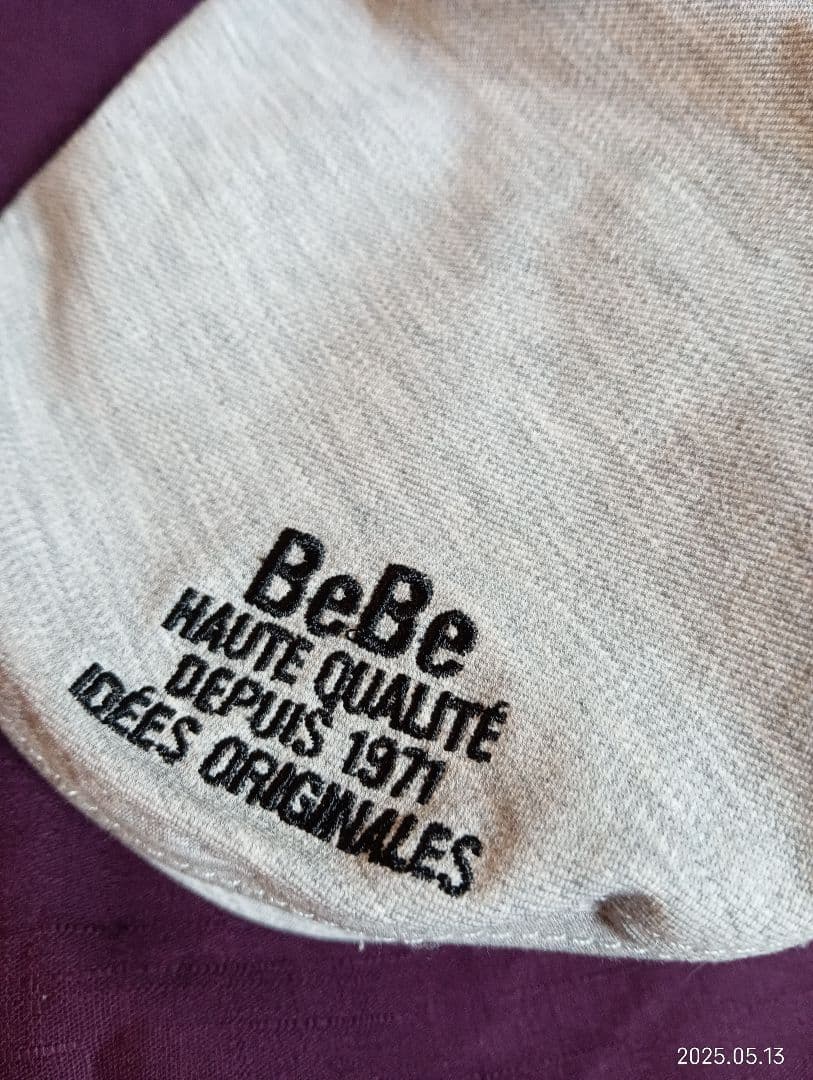 BeBe
HAUTE QUALITÉ
DEPUIS 1971
IDÉES ORIGINALES
2025.05.13